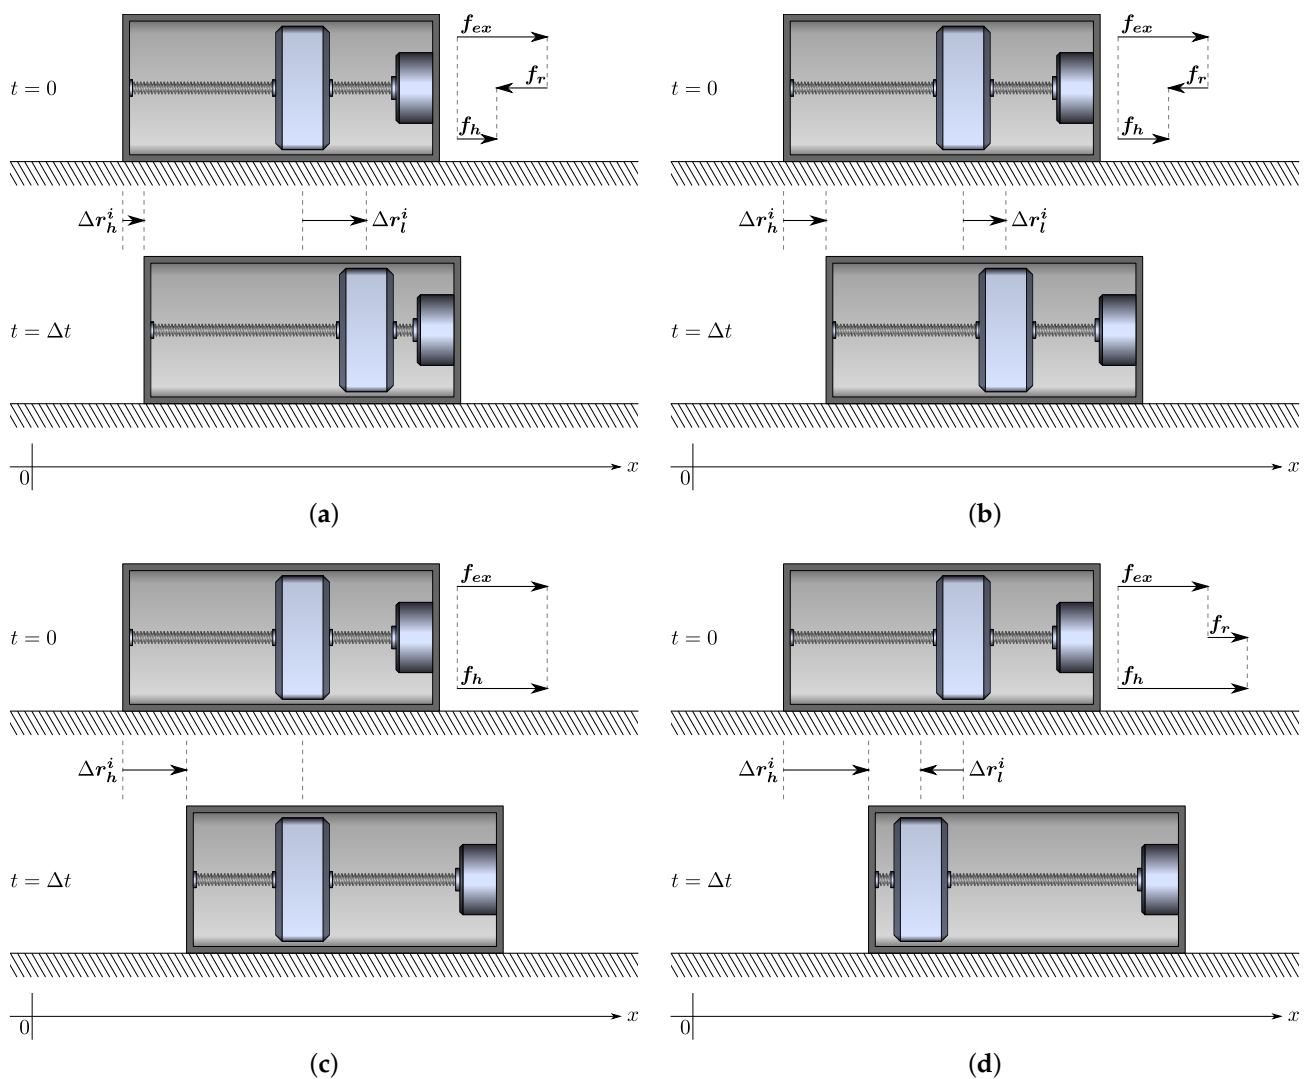 f_ex f_ex
t = 0 f_r t = 0 f_r
f_h f_h
Δr_h^i Δr_l^i Δr_h^i Δr_l^i
t = Δt t = Δt
0 x 0 x
(a) (b)
f_ex f_ex
t = 0 t = 0 f_r
f_h f_h
Δr_h^i Δr_h^i Δr_l^i
t = Δt t = Δt
0 x 0 x
(c) (d)